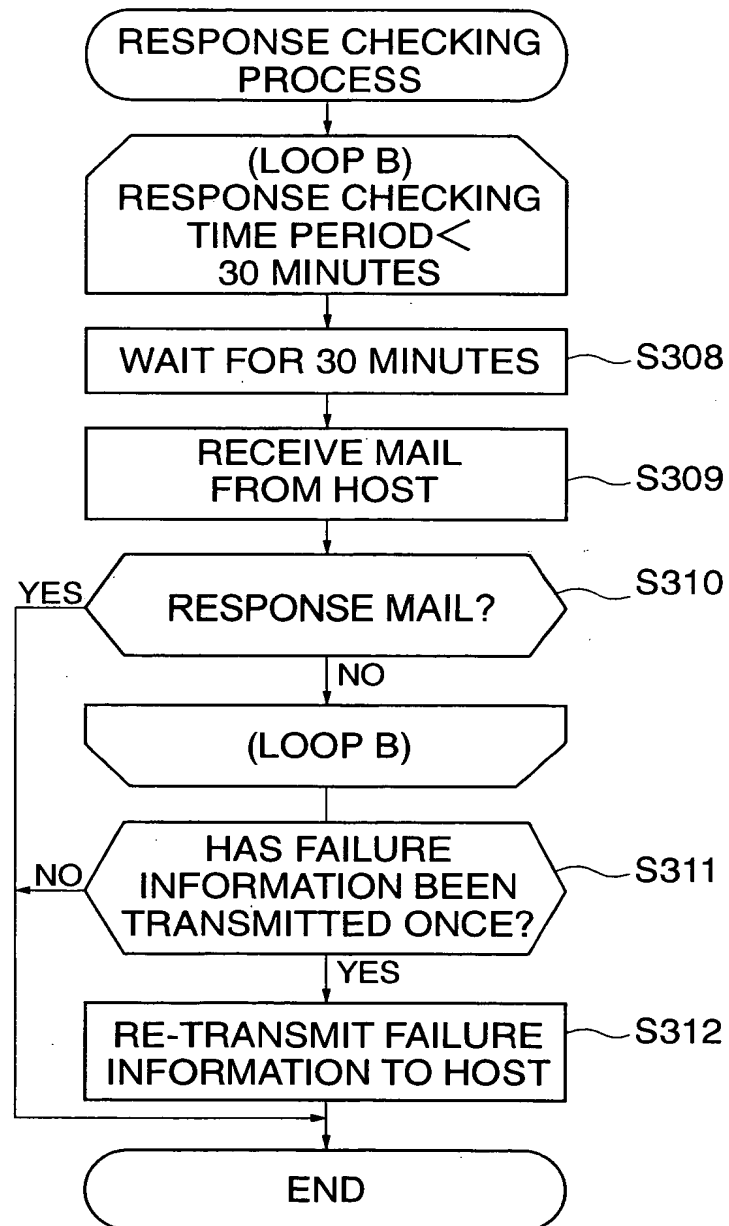 RESPONSE CHECKING
PROCESS
(LOOP B)
RESPONSE CHECKING
TIME PERIOD<
30 MINUTES
WAIT FOR 30 MINUTES
S308
RECEIVE MAIL
FROM HOST
S309
YES
RESPONSE MAIL?
S310
NO
(LOOP B)
NO
HAS FAILURE
INFORMATION BEEN
TRANSMITTED ONCE?
S311
YES
RE-TRANSMIT FAILURE
INFORMATION TO HOST
S312
END